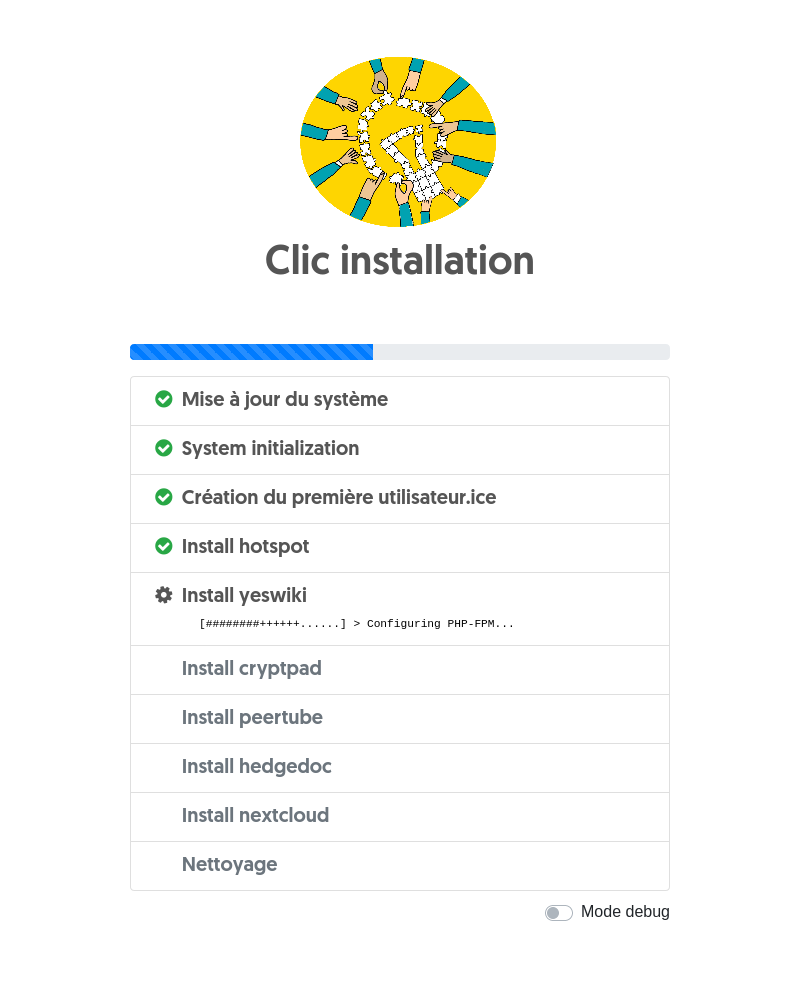 Clic installation
Mise à jour du système
System initialization
Création du première utilisateur.ice
Install hotspot
Install yeswiki
[########++++++......] > Configuring PHP-FPM...
Install cryptpad
Install peertube
Install hedgedoc
Install nextcloud
Nettoyage
Mode debug